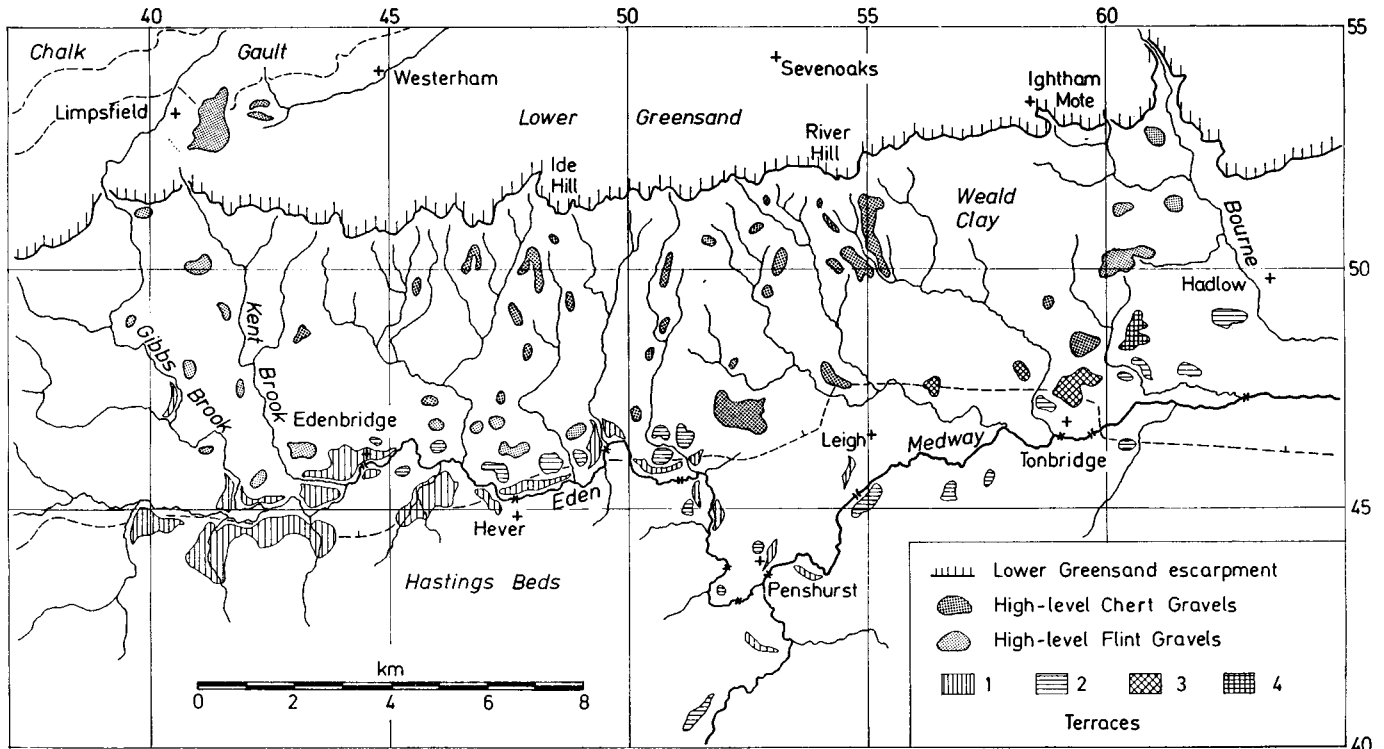 40 45 50 55 60
55
Chalk
Gault
Westerham
Sevenoaks
Limpsfield
Ightham
Mote
Lower Greensand
River
Hill
Ide
Hill
Weald
Clay
Bourne
50
Hadlow
Kent
Brook
Gibbs
Brook
Edenbridge
Leigh
Medway
Tonbridge
Eden
45
Hever
Hastings Beds
Penshurst
Lower Greensand escarpment
High-level Chert Gravels
High-level Flint Gravels
1 2 3 4
Terraces
km
0 2 4 6 8
40